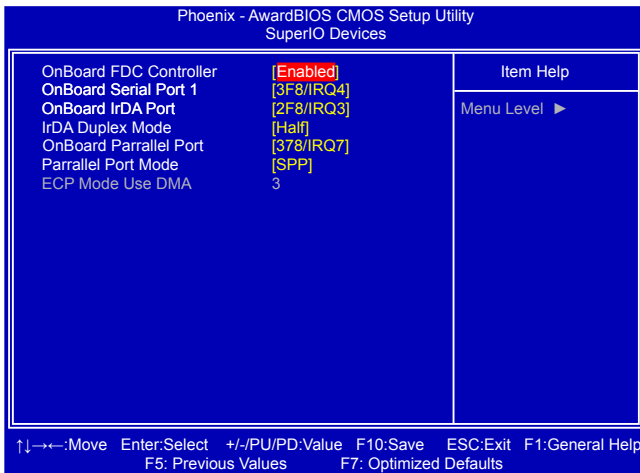 Phoenix - AwardBIOS CMOS Setup Utility
SuperIO Devices
OnBoard FDC Controller [Enabled]
OnBoard Serial Port 1 [3F8/IRQ4]
OnBoard IrDA Port [2F8/IRQ3]
IrDA Duplex Mode [Half]
OnBoard Parrallel Port [378/IRQ7]
Parrallel Port Mode [SPP]
ECP Mode Use DMA 3
Item Help
Menu Level ►
↑↓→←:Move Enter:Select +/-/PU/PD:Value F10:Save ESC:Exit F1:General Help
F5: Previous Values F7: Optimized Defaults